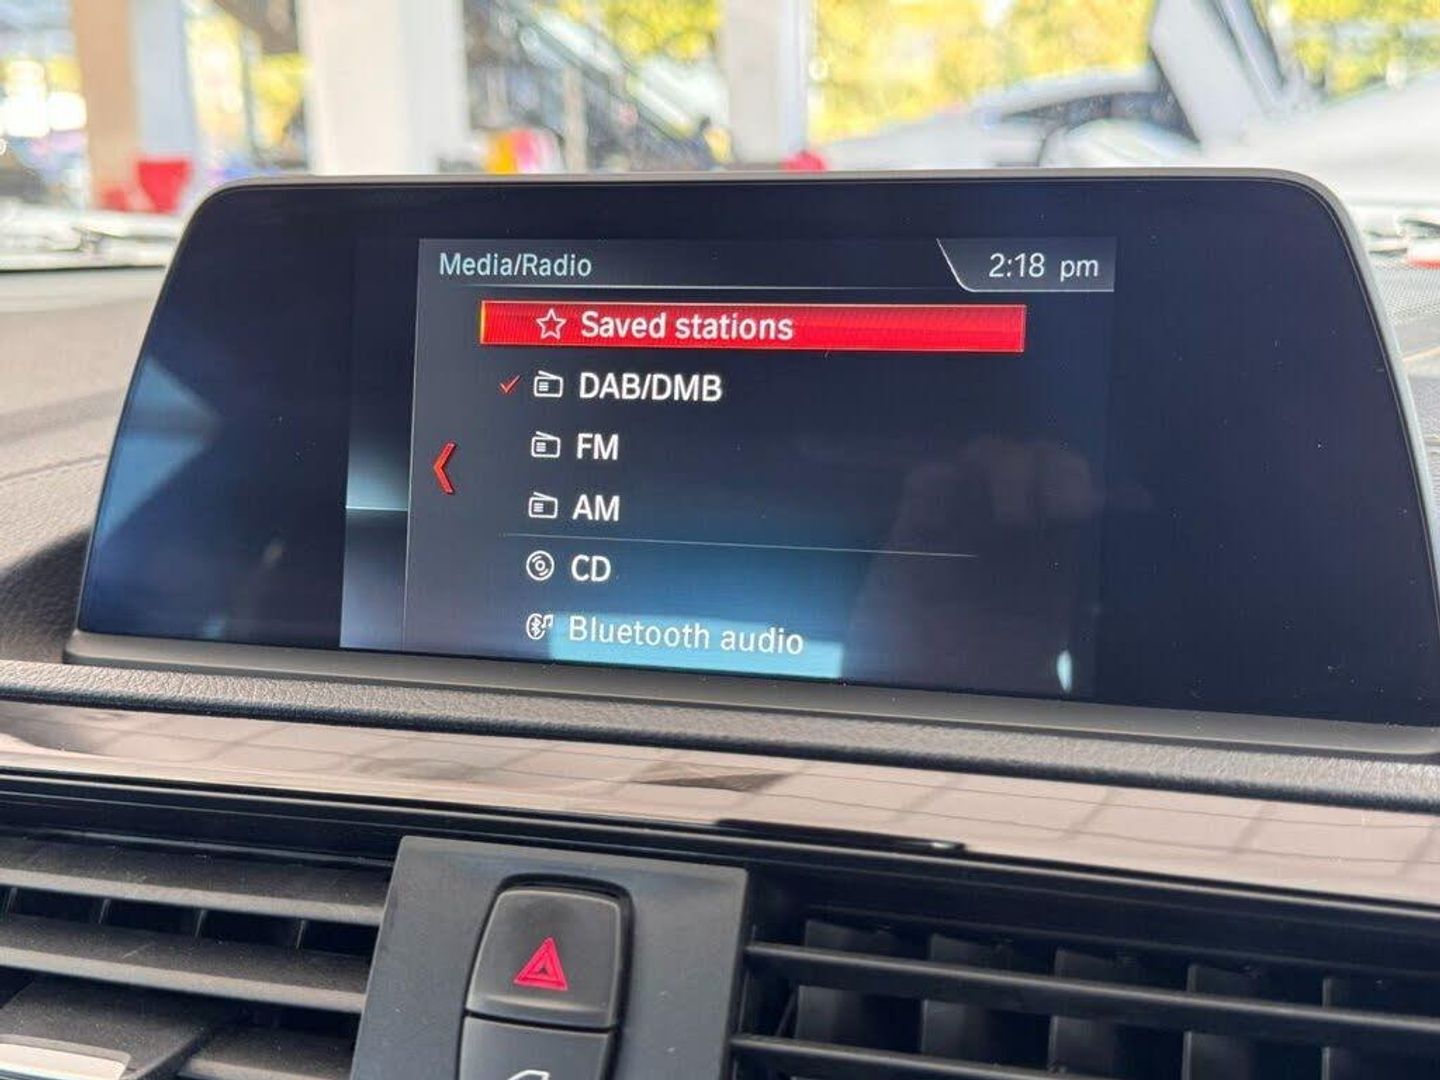 Media/Radio
2:18 pm
Saved stations
DAB/DMB
FM
AM
CD
Bluetooth audio